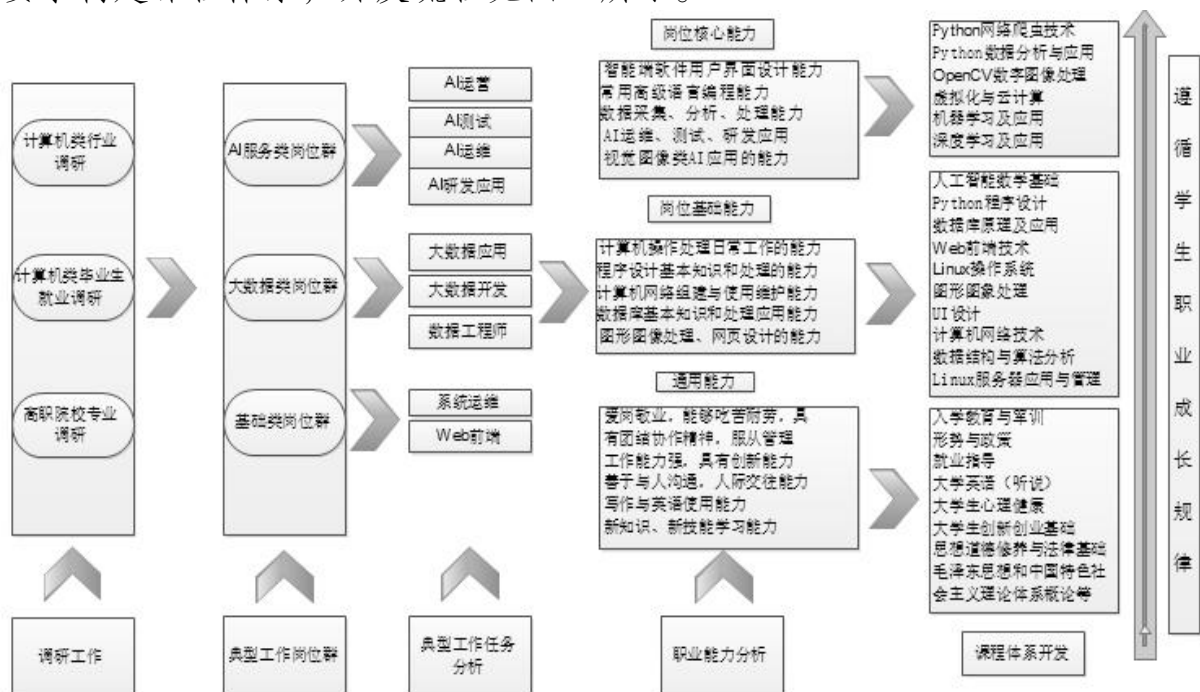 计算机类行业
调研
计算机类毕业生
就业调研
高职院校专业
调研
调研工作
AI服务类岗位群
大数据类岗位群
基础类岗位群
典型工作岗位群
AI运营
AI测试
AI运维
AI研发应用
大数据应用
大数据开发
数据工程师
系统运维
Web前端
典型工作任务
分析
岗位核心能力
智能端软件用户界面设计能力
常用高级语言编程能力
数据采集、分析、处理能力
AI运维、测试、研发应用
视觉图像类AI应用的能力
岗位基础能力
计算机操作处理日常工作的能力
程序设计基本知识和处理的能力
计算机网络组建与使用维护能力
数据库基本知识和处理应用能力
图形图像处理、网页设计的能力
通用能力
爱岗敬业，能够吃苦耐劳，具
有团结协作精神，服从管理
工作能力强，具有创新能力
善于与人沟通，人际交往能力
写作与英语使用能力
新知识、新技能学习能力
职业能力分析
Python网络爬虫技术
Python数据分析与应用
OpenCV数字图像处理
虚拟化与云计算
机器学习及应用
深度学习及应用
人工智能数学基础
Python程序设计
数据库原理及应用
Web前端技术
Linux操作系统
图形图象处理
UI设计
计算机网络技术
数据结构与算法分析
Linux服务器应用与管理
入学教育与军训
形势与政策
就业指导
大学英语（听说）
大学生心理健康
大学生创新创业基础
思想道德修养与法律基础
毛泽东思想和中国特色社
会主义理论体系概论等
课程体系开发
遵循学生职业成长规律